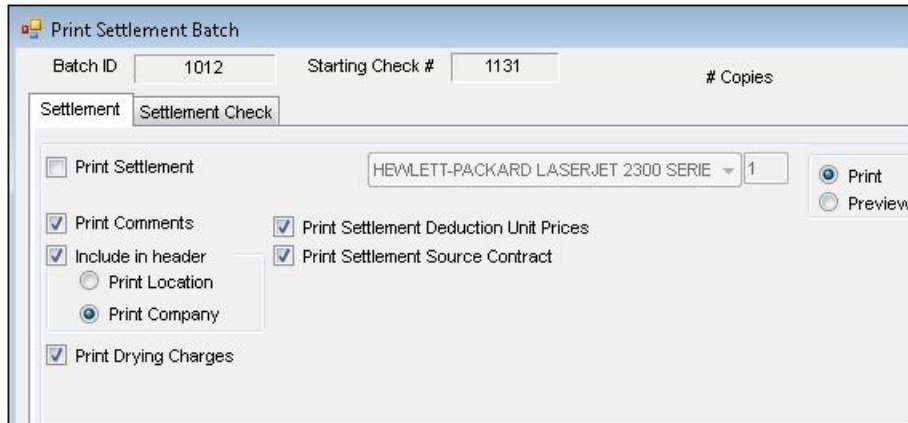 Print Settlement Batch
Batch ID 1012 Starting Check # 1131 # Copies
Settlement Settlement Check
Print Settlement HEWLETT-PACKARD LASERJET 2300 SERIE 1 Print
Preview
Print Comments Print Settlement Deduction Unit Prices
Include in header Print Settlement Source Contract
Print Location
Print Company
Print Drying Charges